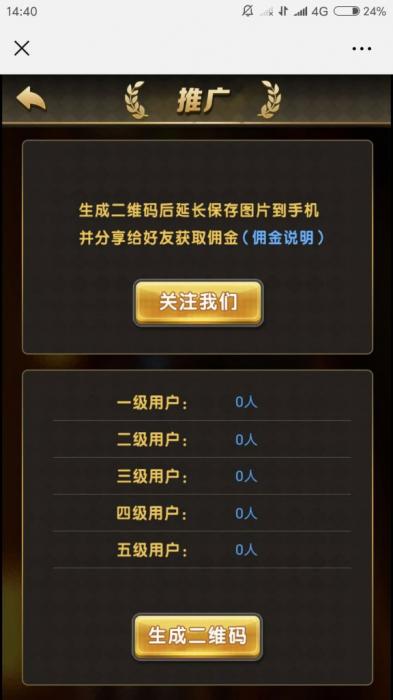 14:40
4G 24%
推广
生成二维码后延长保存图片到手机
并分享给好友获取佣金(佣金说明)
关注我们
一级用户: 0人
二级用户: 0人
三级用户: 0人
四级用户: 0人
五级用户: 0人
生成二维码